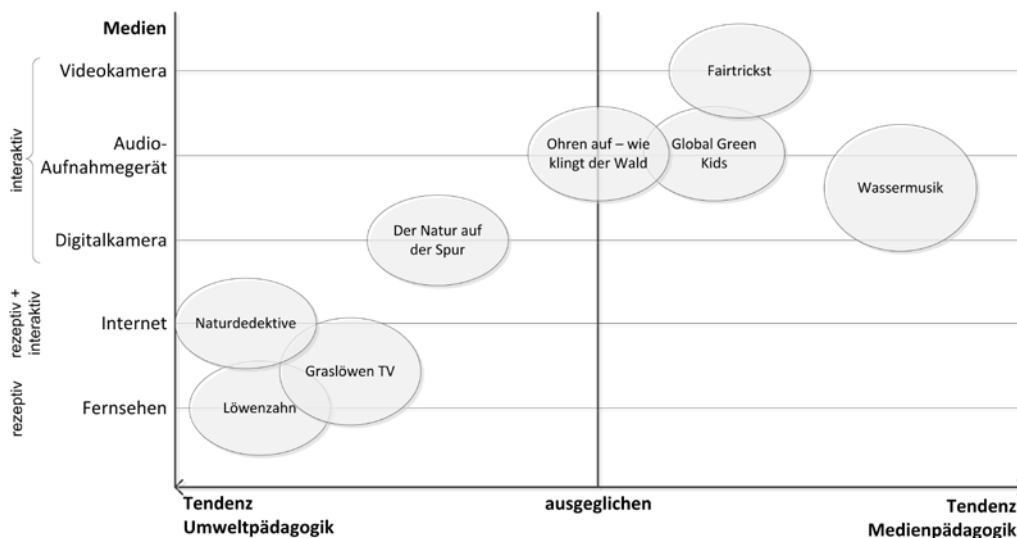 Medien
Videokamera
Fairtrickst
interaktiv
Audio-
Aufnahmegerät
Ohren auf – wie
klingt der Wald
Global Green
Kids
Wassermusik
Digitalkamera
Der Natur auf
der Spur
rezeptiv +
interaktiv
Internet
Naturdedektive
Graslöwen TV
rezeptiv
Fernsehen
Löwenzahn
Tendenz
Umweltpädagogik
ausgeglichen
Tendenz
Medienpädagogik